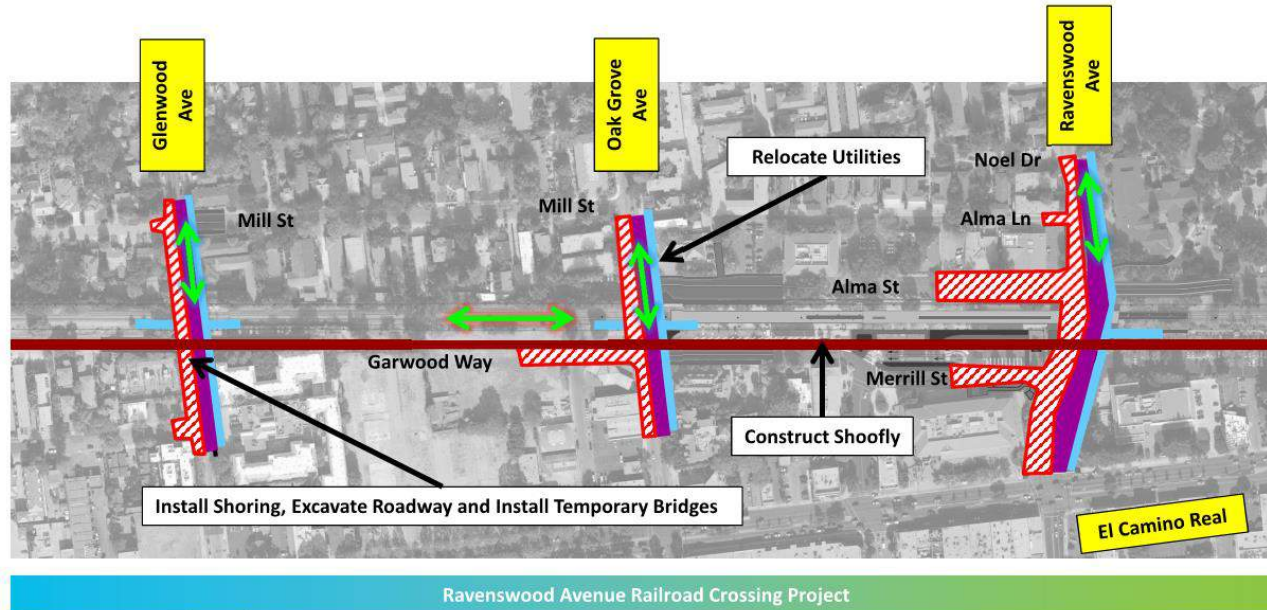 Glenwood
Ave
Oak Grove
Ave
Ravenswood
Ave
Relocate Utilities
Noel Dr
Mill St
Mill St
Alma Ln
Alma St
Garwood Way
Merrill St
Construct Shoofly
Install Shoring, Excavate Roadway and Install Temporary Bridges
El Camino Real
Ravenswood Avenue Railroad Crossing Project